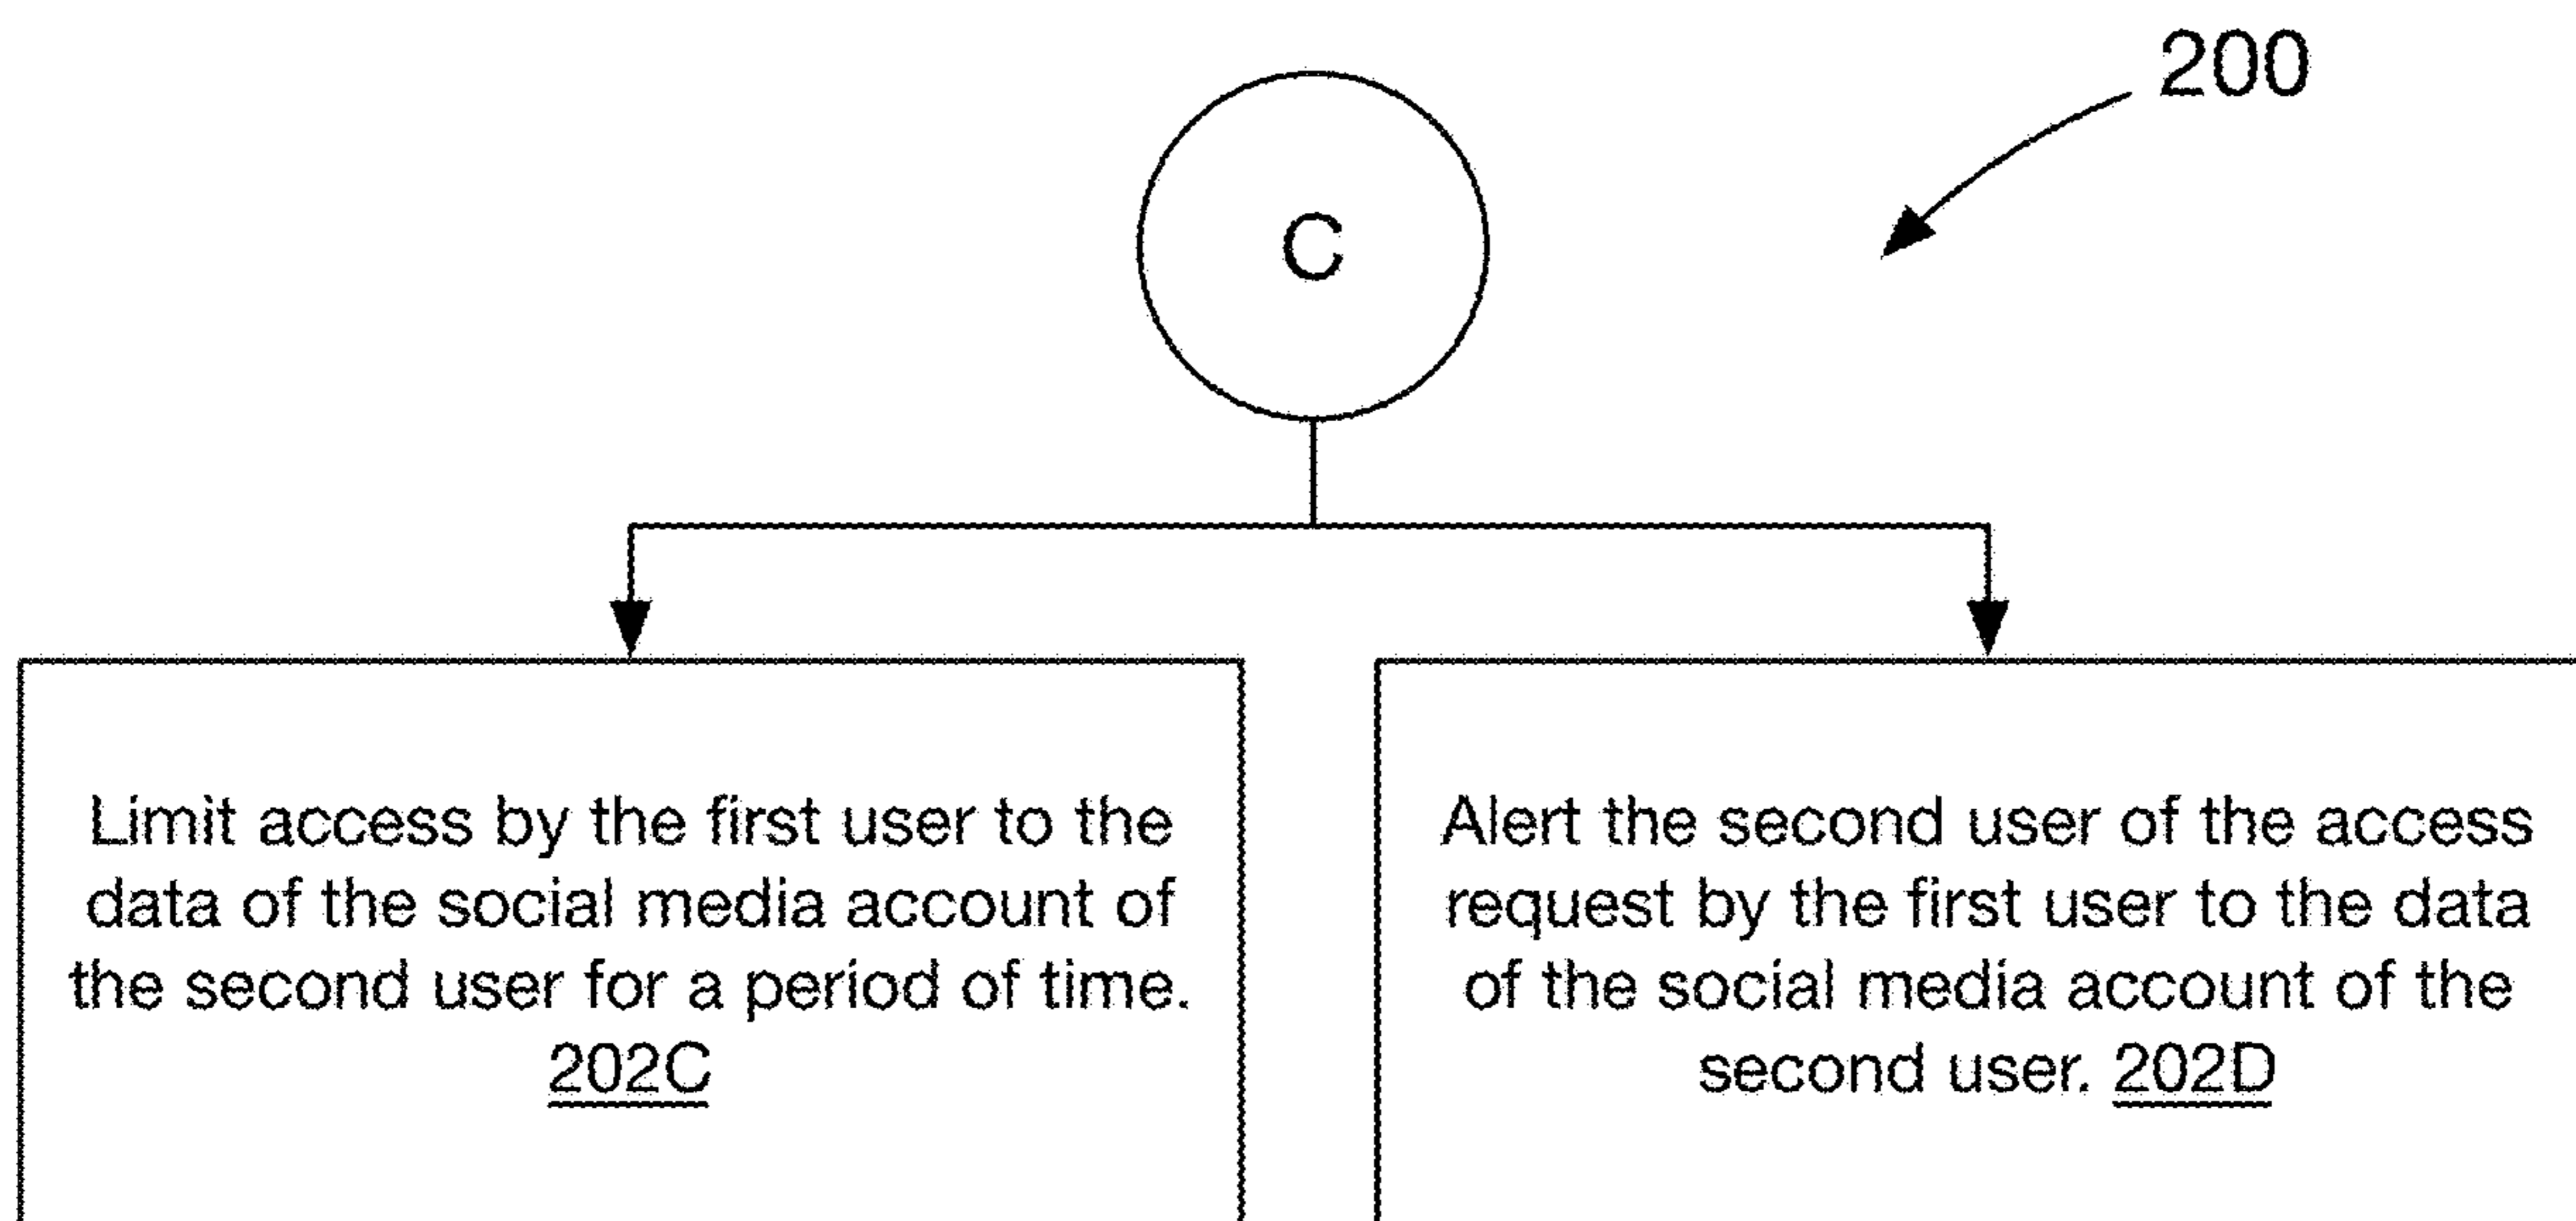 200
C
Limit access by the first user to the
data of the social media account of
the second user for a period of time.
202C
Alert the second user of the access
request by the first user to the data
of the social media account of the
second user. 202D